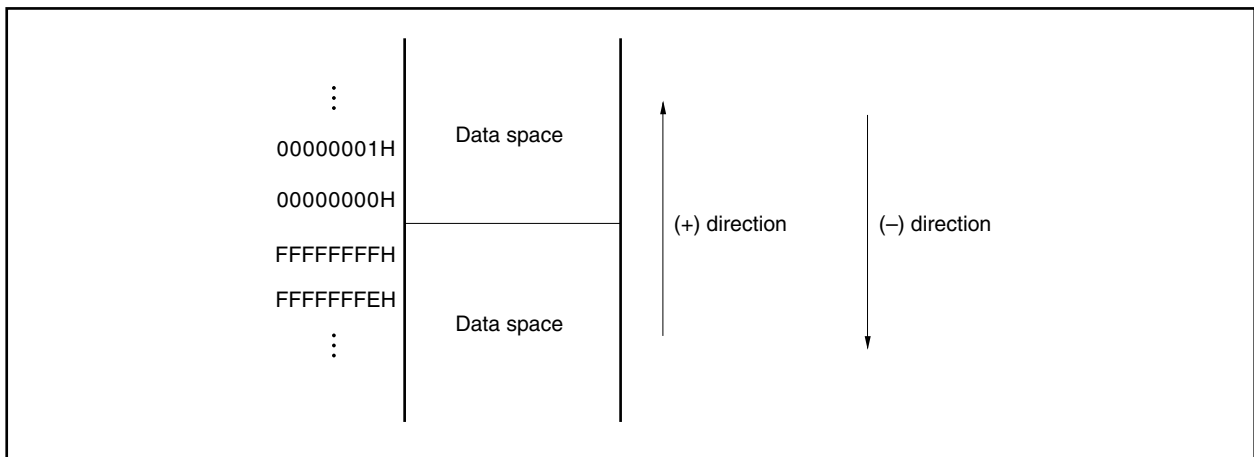 ⋮
00000001H
Data space
00000000H
(+) direction
(–) direction
FFFFFFFFH
FFFFFFFEH
Data space
⋮